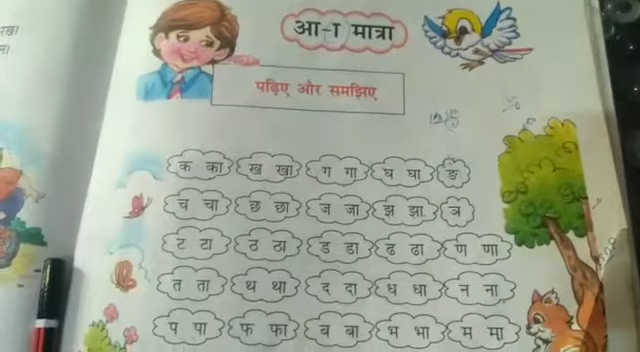 आ-ा मात्रा
पढ़िए और समझिए
क का ख खा ग गा घ घा ङ
च चा छ छा ज जा झ झा ञ
ट टा ठ ठा ड डा ढ ढा ण णा
त ता थ था द दा ध धा न ना
प पा फ फा ब बा भ भा म मा